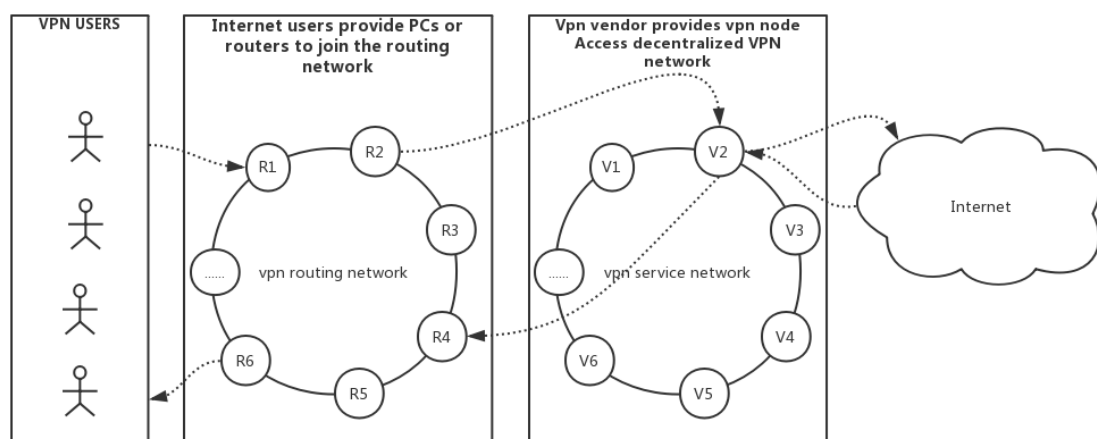 VPN USERS
Internet users provide PCs or
routers to join the routing
network
Vpn vendor provides vpn node
Access decentralized VPN
network
R1
R2
R3
R4
R5
R6
......
vpn routing network
V1
V2
V3
V4
V5
V6
......
vpn service network
Internet